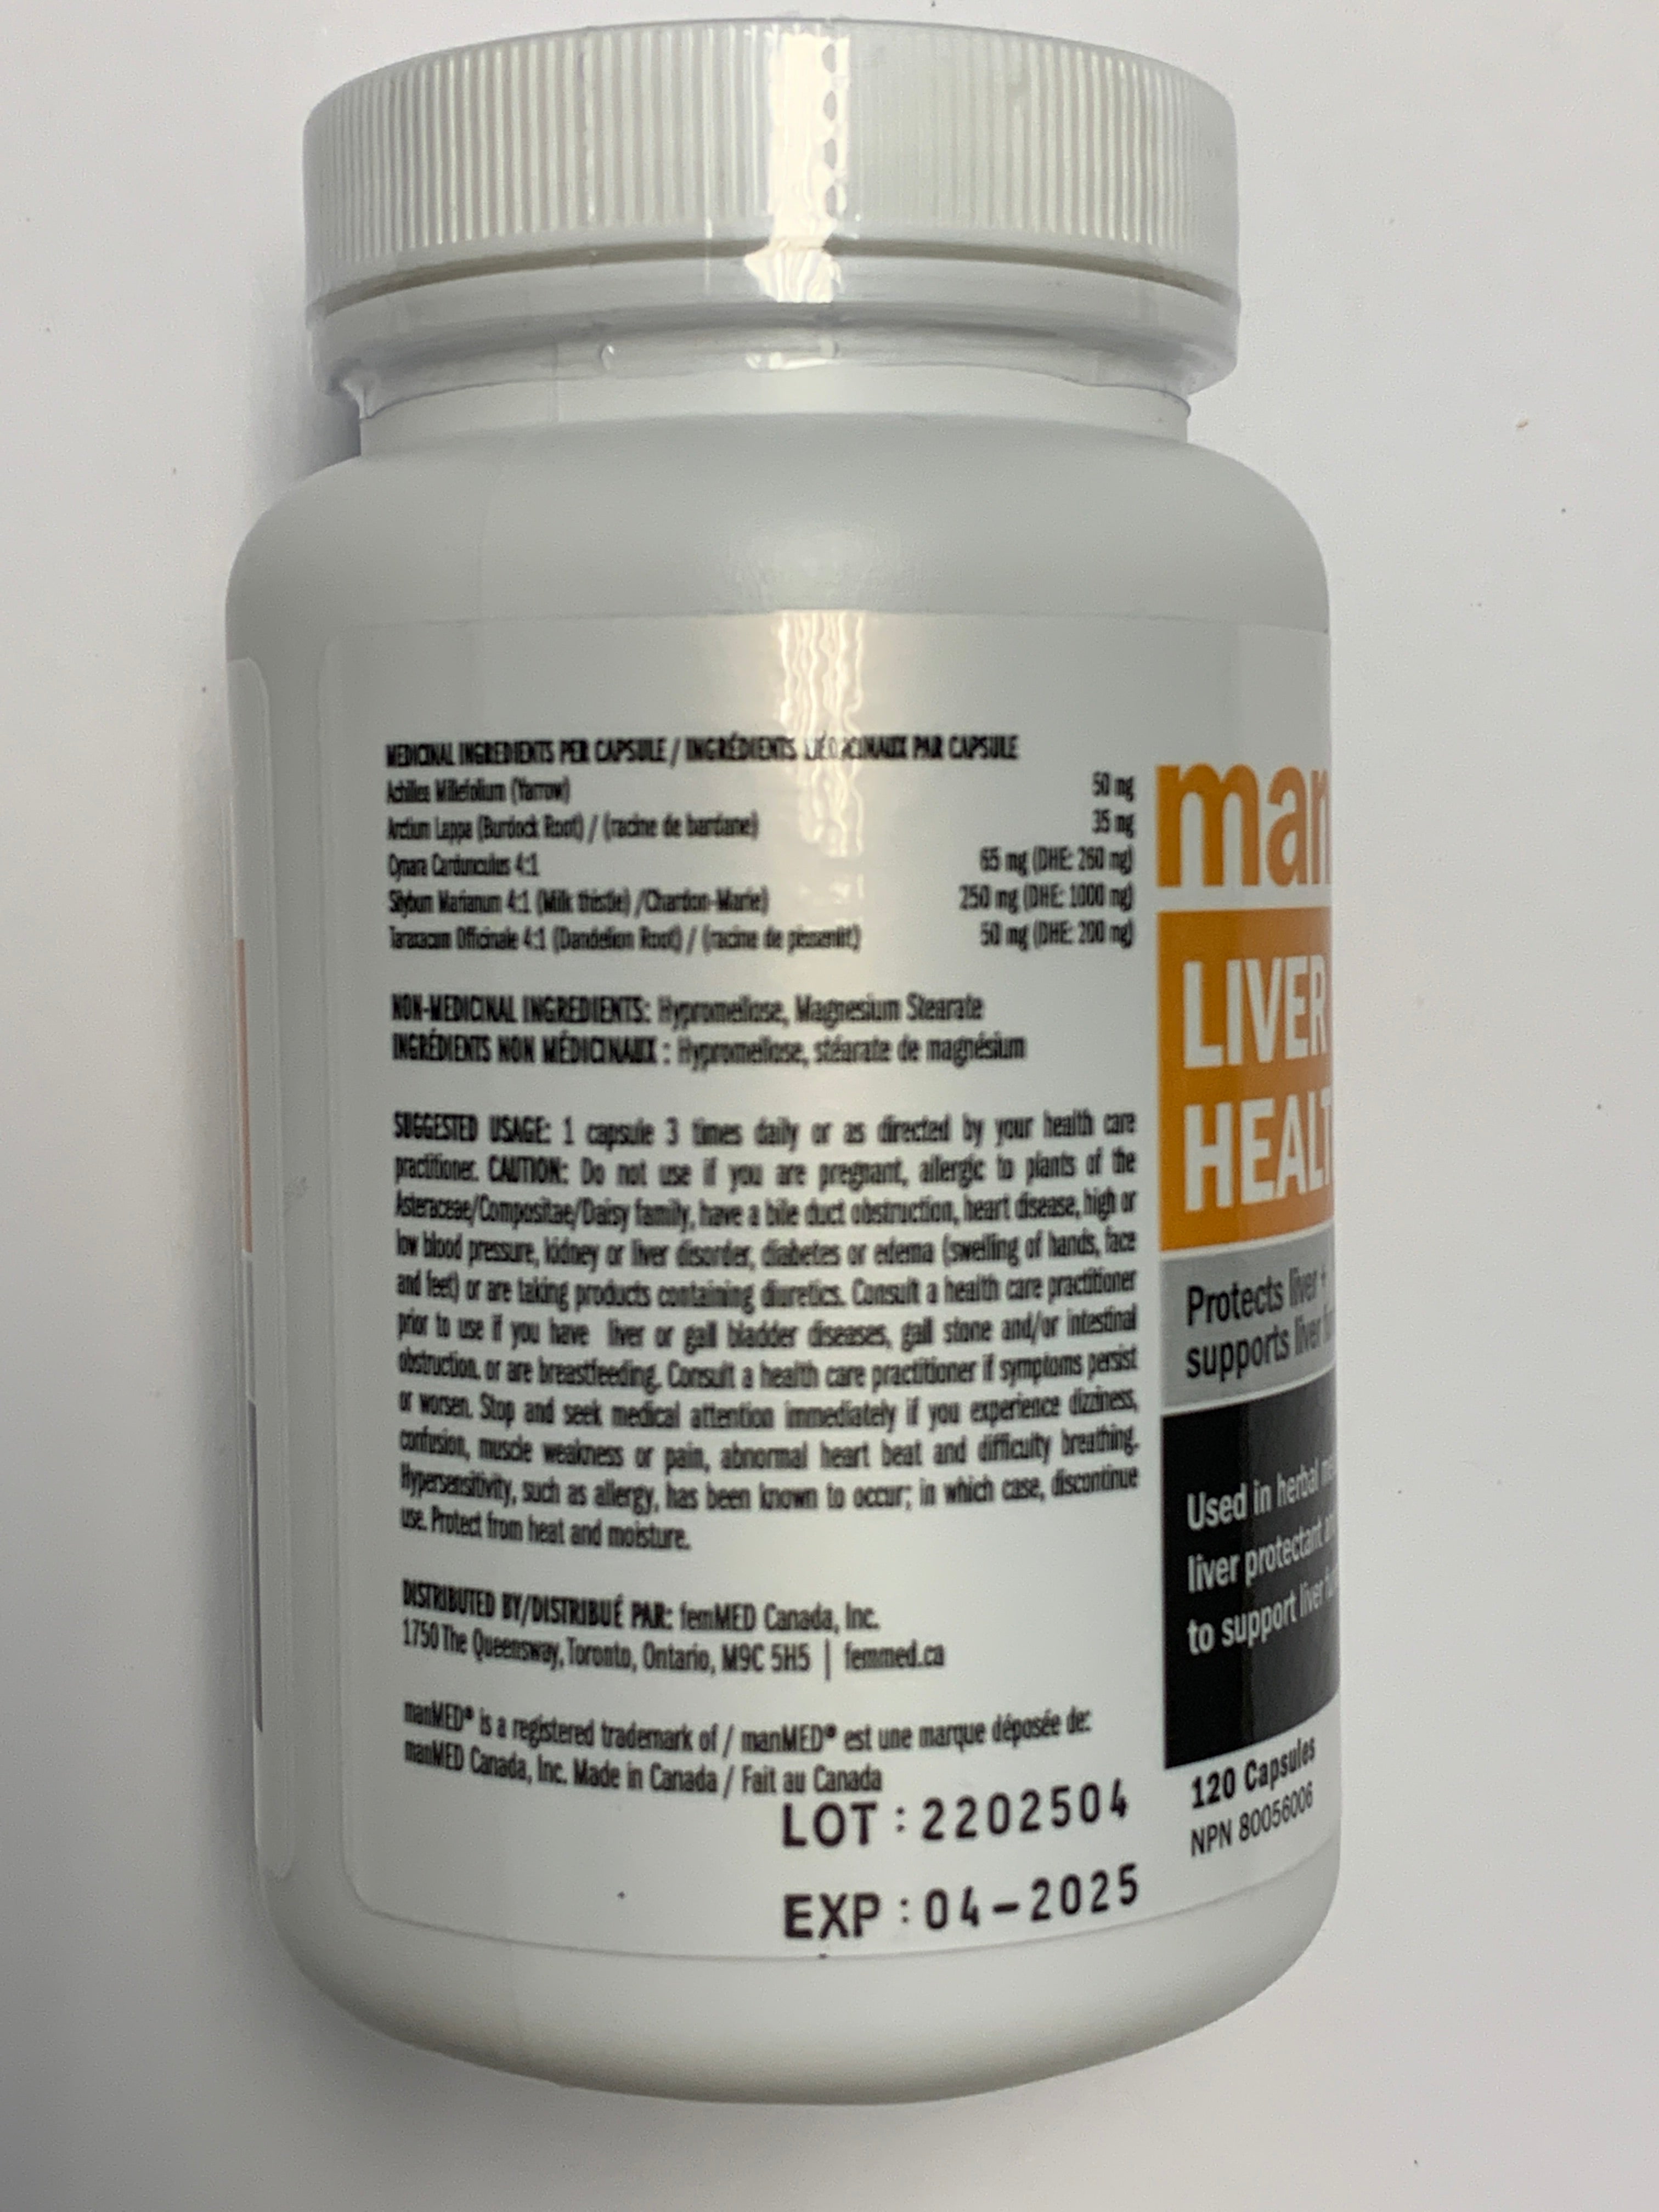 MEDICINAL INGREDIENTS PER CAPSULE / INGRÉDIENTS MÉDICINAUX PAR CAPSULE
Achillea Millefolium (Yarrow) 50 mg
Arctium Lappa (Burdock Root) / (racine de bardane) 35 mg
Cynara Cardunculus 4:1 65 mg (DHE: 260 mg)
Silybum Marianum 4:1 (Milk thistle) /Chardon-Marie) 250 mg (DHE: 1000 mg)
Taraxacum Officinale 4:1 (Dandelion Root) / (racine de pissenlit) 50 mg (DHE: 200 mg)
NON-MEDICINAL INGREDIENTS: Hypromellose, Magnesium Stearate
INGRÉDIENTS NON MÉDICINAUX : Hypromellose, stéarate de magnésium
SUGGESTED USAGE: 1 capsule 3 times daily or as directed by your health care
practitioner. CAUTION: Do not use if you are pregnant, allergic to plants of the
Asteraceae/Compositae/Daisy family, have a bile duct obstruction, heart disease, high or
low blood pressure, kidney or liver disorder, diabetes or edema (swelling of hands, face
and feet) or are taking products containing diuretics. Consult a health care practitioner
prior to use if you have liver or gall bladder diseases, gall stone and/or intestinal
obstruction, or are breastfeeding. Consult a health care practitioner if symptoms persist
or worsen. Stop and seek medical attention immediately if you experience dizziness,
confusion, muscle weakness or pain, abnormal heart beat and difficulty breathing.
Hypersensitivity, such as allergy, has been known to occur; in which case, discontinue
use. Protect from heat and moisture.
DISTRIBUTED BY/DISTRIBUÉ PAR: femMED Canada, Inc.
1750 The Queensway, Toronto, Ontario, M9C 5H5 | femmed.ca
manMED® is a registered trademark of / manMED® est une marque déposée de:
manMED Canada, Inc. Made in Canada / Fait au Canada
LOT : 2202504
EXP : 04-2025
man
LIVER
HEALT
Protects liver +
supports liver
Used in herbal
liver protectant
to support liver
120 Capsules
NPN 80056006